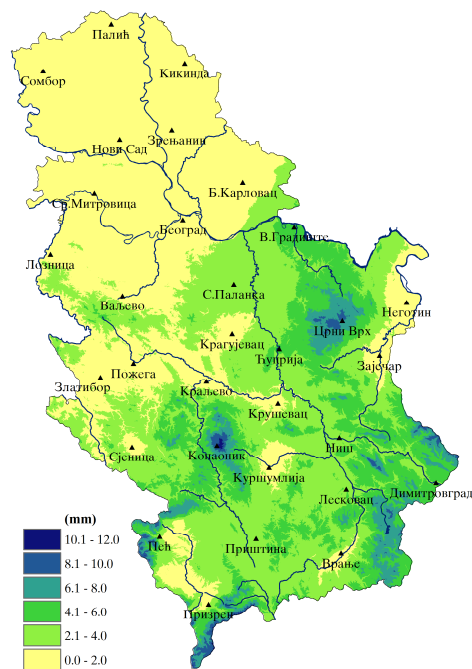 Палић
Кикинда
Сомбор
Зрењанин
Нови Сад
Ср.Митровица
Б.Карловац
Београд
В.Градиште
Лозница
С.Паланка
Ваљево
Неготин
Црни Врх
Крагујевац
Ћуприја
Зајечар
Пожега
Златибор
Краљево
Крушевац
Ниш
Сјеница
Копаоник
Куршумлија
Лесковац
Димитровград
Пећ
Приштина
Врање
Призрен
(mm)
10.1 - 12.0
8.1 - 10.0
6.1 - 8.0
4.1 - 6.0
2.1 - 4.0
0.0 - 2.0